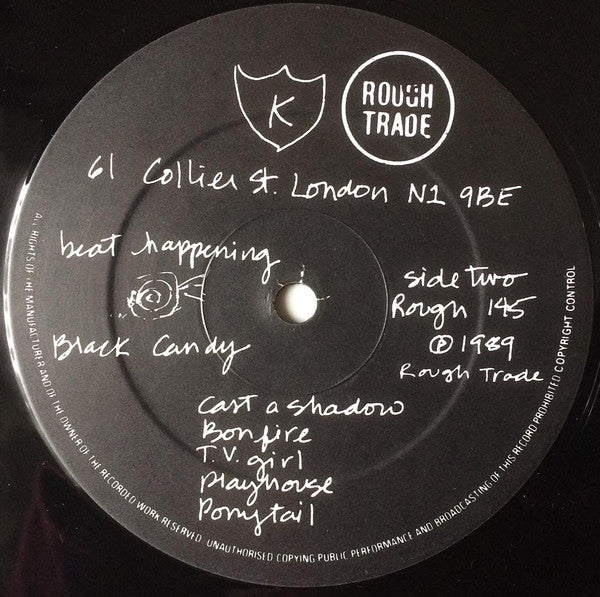 K
ROUGH
TRADE
61 Collier St. London N1 9BE
beat happening
Black Candy
side two
Rough 145
℗ 1989
Rough Trade
cast a shadow
Bonfire
T.V. girl
playhouse
Ponytail
ALL RIGHTS OF THE MANUFACTURER AND OF THE OWNER OF THE RECORDED WORK RESERVED. UNAUTHORISED COPYING PUBLIC PERFORMANCE AND BROADCASTING OF THIS RECORD PROHIBITED COPYRIGHT CONTROL